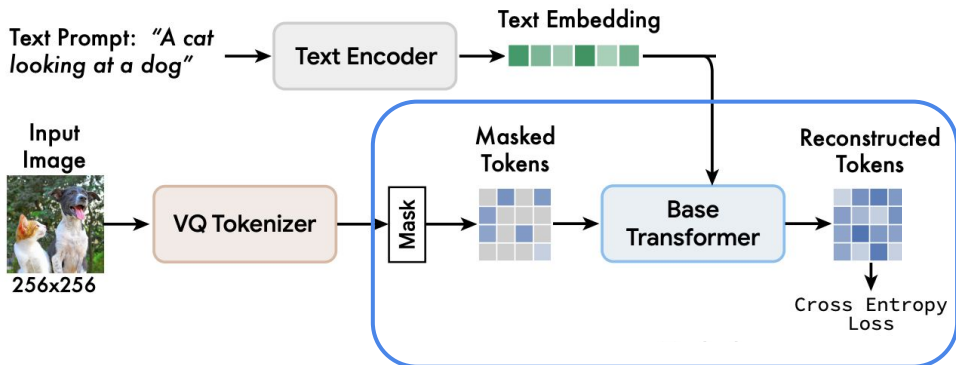 Text Prompt: “A cat
looking at a dog”
Text Encoder
Text Embedding
Input
Image
256x256
VQ Tokenizer
Mask
Masked
Tokens
Base
Transformer
Reconstructed
Tokens
Cross Entropy
Loss